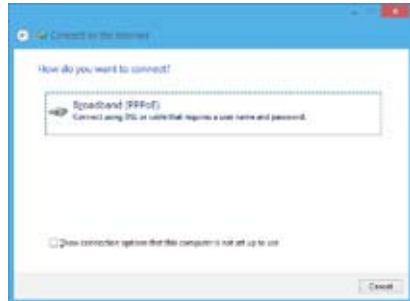 Connect to the Internet
How do you want to connect?
Broadband (PPPoE)
Connect using DSL or cable that requires a user name and password.
Show connection options that this computer is not set up to use
Cancel